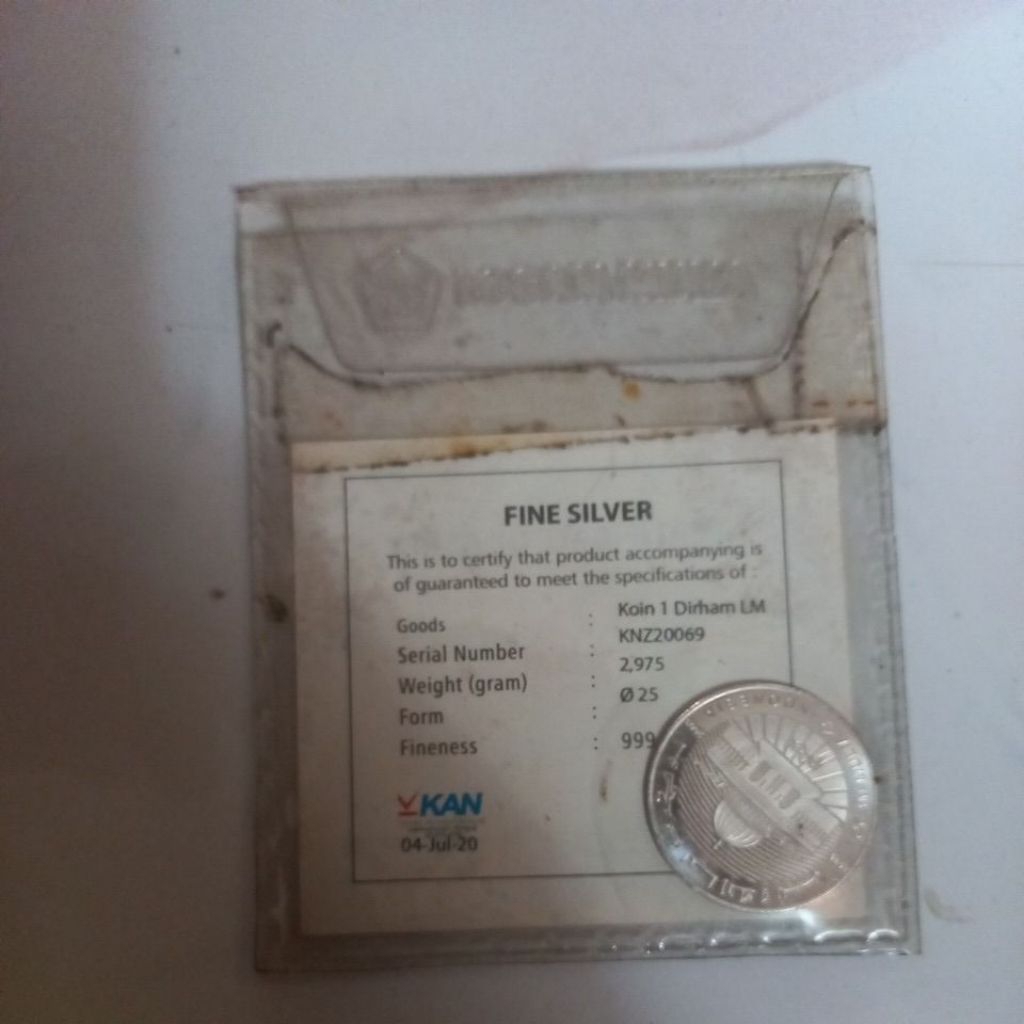 FINE SILVER
This is to certify that product accompanying is
of guaranteed to meet the specifications of :
Goods : Koin 1 Dirham LM
Serial Number : KNZ20069
Weight (gram) : 2,975
Form : Ø 25
Fineness : 999
KAN
04-Jul-20